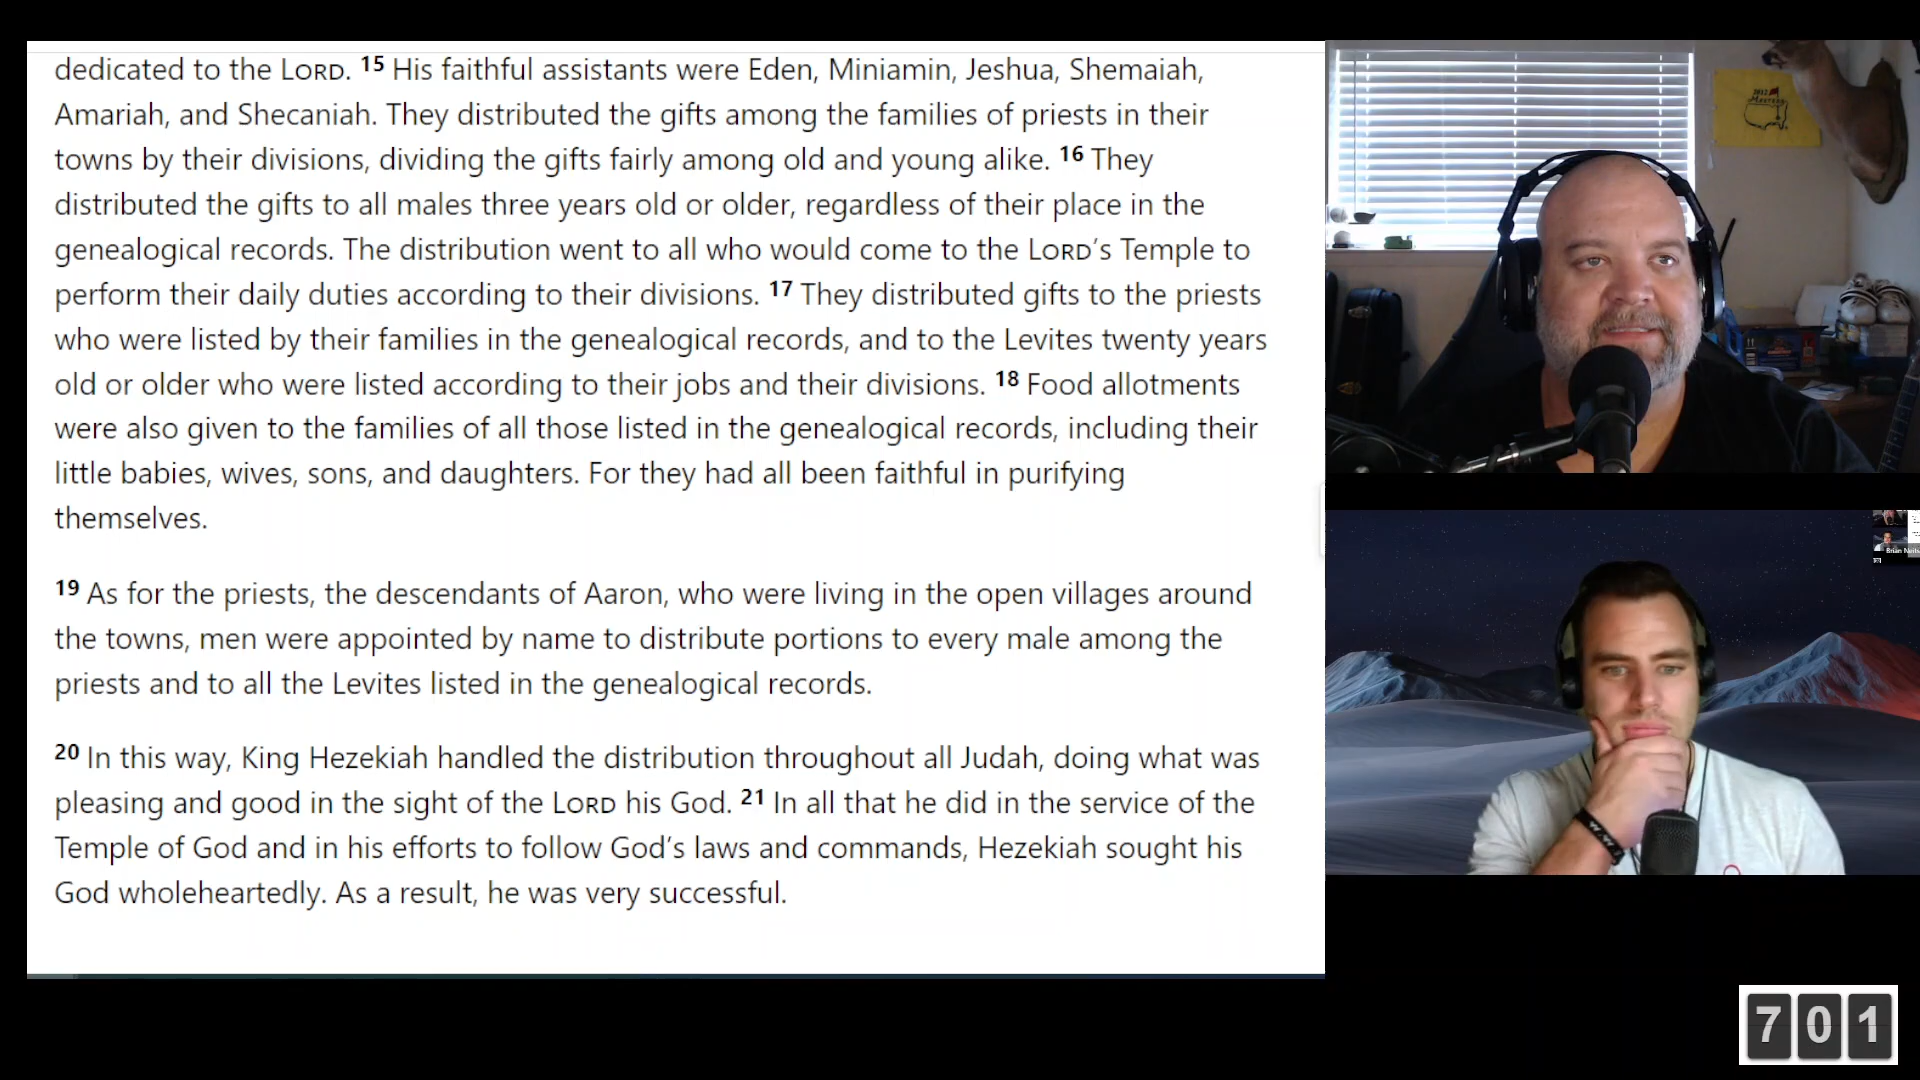 dedicated to the LORD. 15 His faithful assistants were Eden, Miniamin, Jeshua, Shemaiah,
Amariah, and Shecaniah. They distributed the gifts among the families of priests in their
towns by their divisions, dividing the gifts fairly among old and young alike. 16 They
distributed the gifts to all males three years old or older, regardless of their place in the
genealogical records. The distribution went to all who would come to the LORD’s Temple to
perform their daily duties according to their divisions. 17 They distributed gifts to the priests
who were listed by their families in the genealogical records, and to the Levites twenty years
old or older who were listed according to their jobs and their divisions. 18 Food allotments
were also given to the families of all those listed in the genealogical records, including their
little babies, wives, sons, and daughters. For they had all been faithful in purifying
themselves.
19 As for the priests, the descendants of Aaron, who were living in the open villages around
the towns, men were appointed by name to distribute portions to every male among the
priests and to all the Levites listed in the genealogical records.
20 In this way, King Hezekiah handled the distribution throughout all Judah, doing what was
pleasing and good in the sight of the LORD his God. 21 In all that he did in the service of the
Temple of God and in his efforts to follow God’s laws and commands, Hezekiah sought his
God wholeheartedly. As a result, he was very successful.
MASTERS
Brian
701